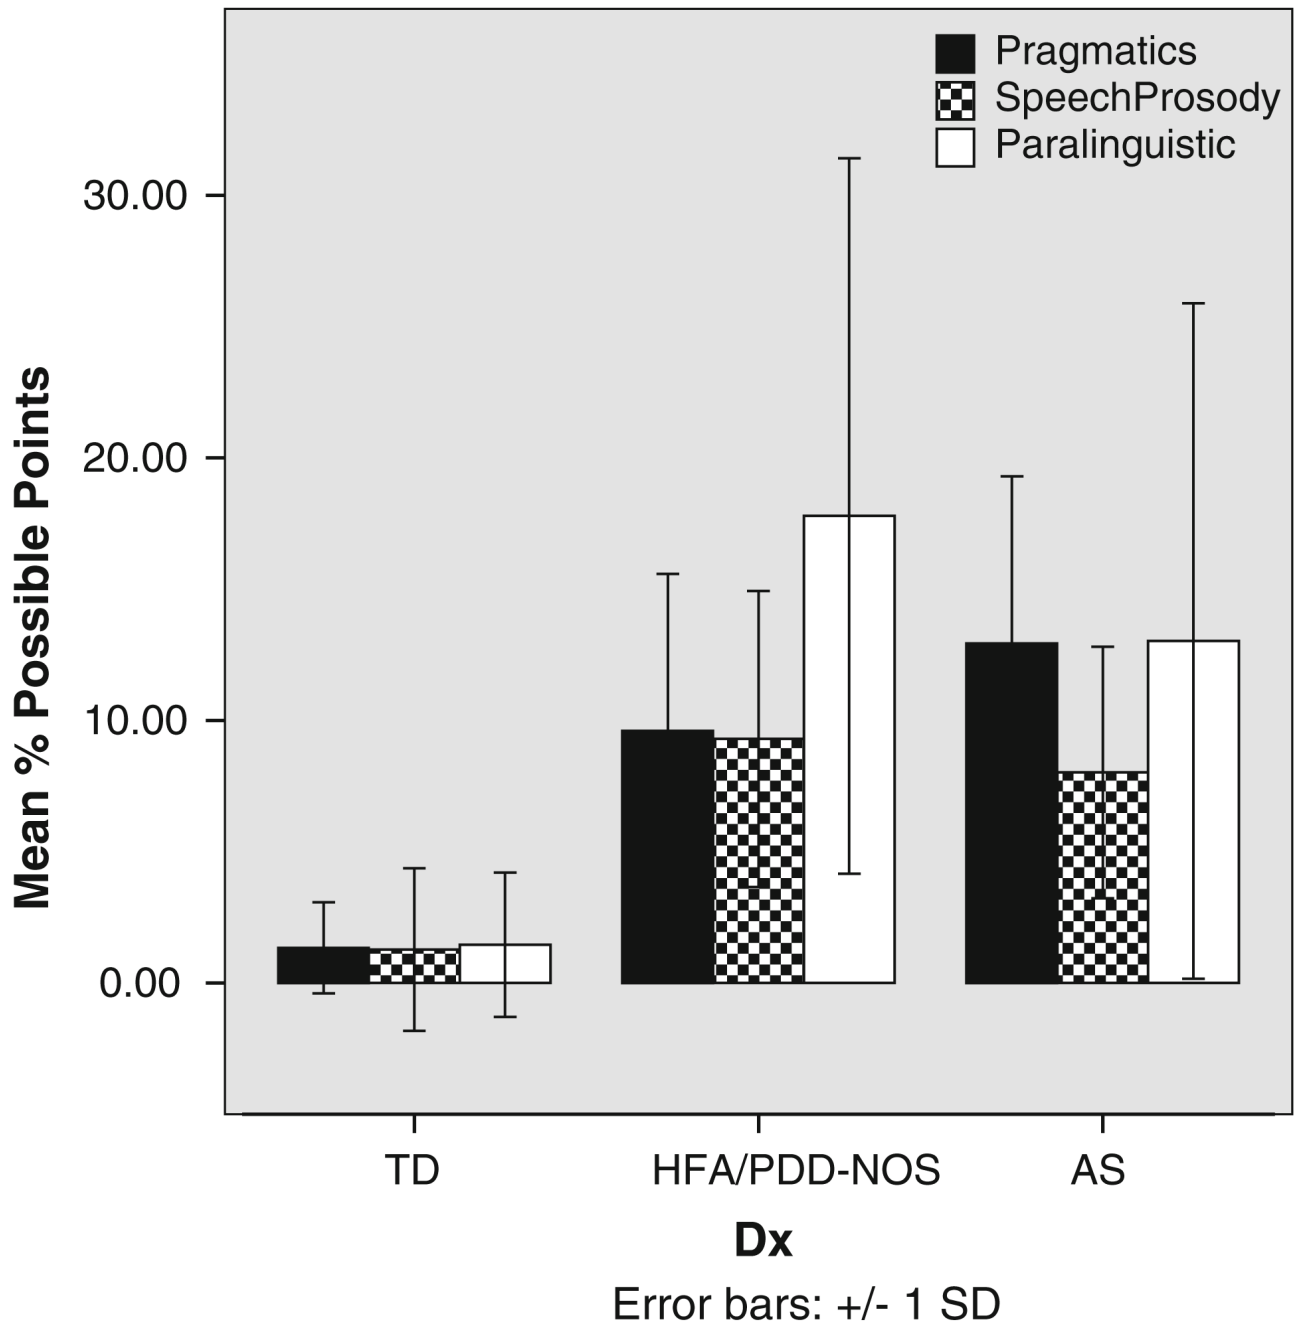 Pragmatics
SpeechProsody
Paralinguistic
30.00
20.00
10.00
0.00
Mean % Possible Points
TD
HFA/PDD-NOS
AS
Dx
Error bars: +/- 1 SD